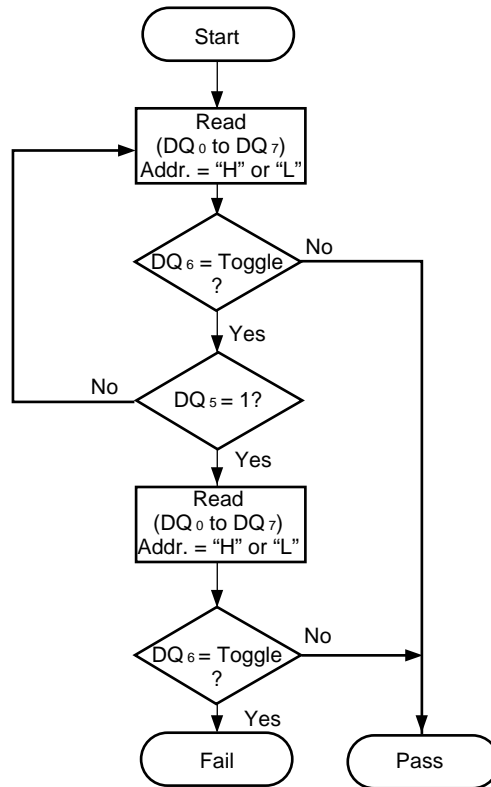 Start
Read
(DQ0 to DQ7)
Addr. = “H” or “L”
DQ6 = Toggle
?
No
Yes
No
DQ5 = 1?
Yes
Read
(DQ0 to DQ7)
Addr. = “H” or “L”
No
DQ6 = Toggle
?
Yes
Fail
Pass